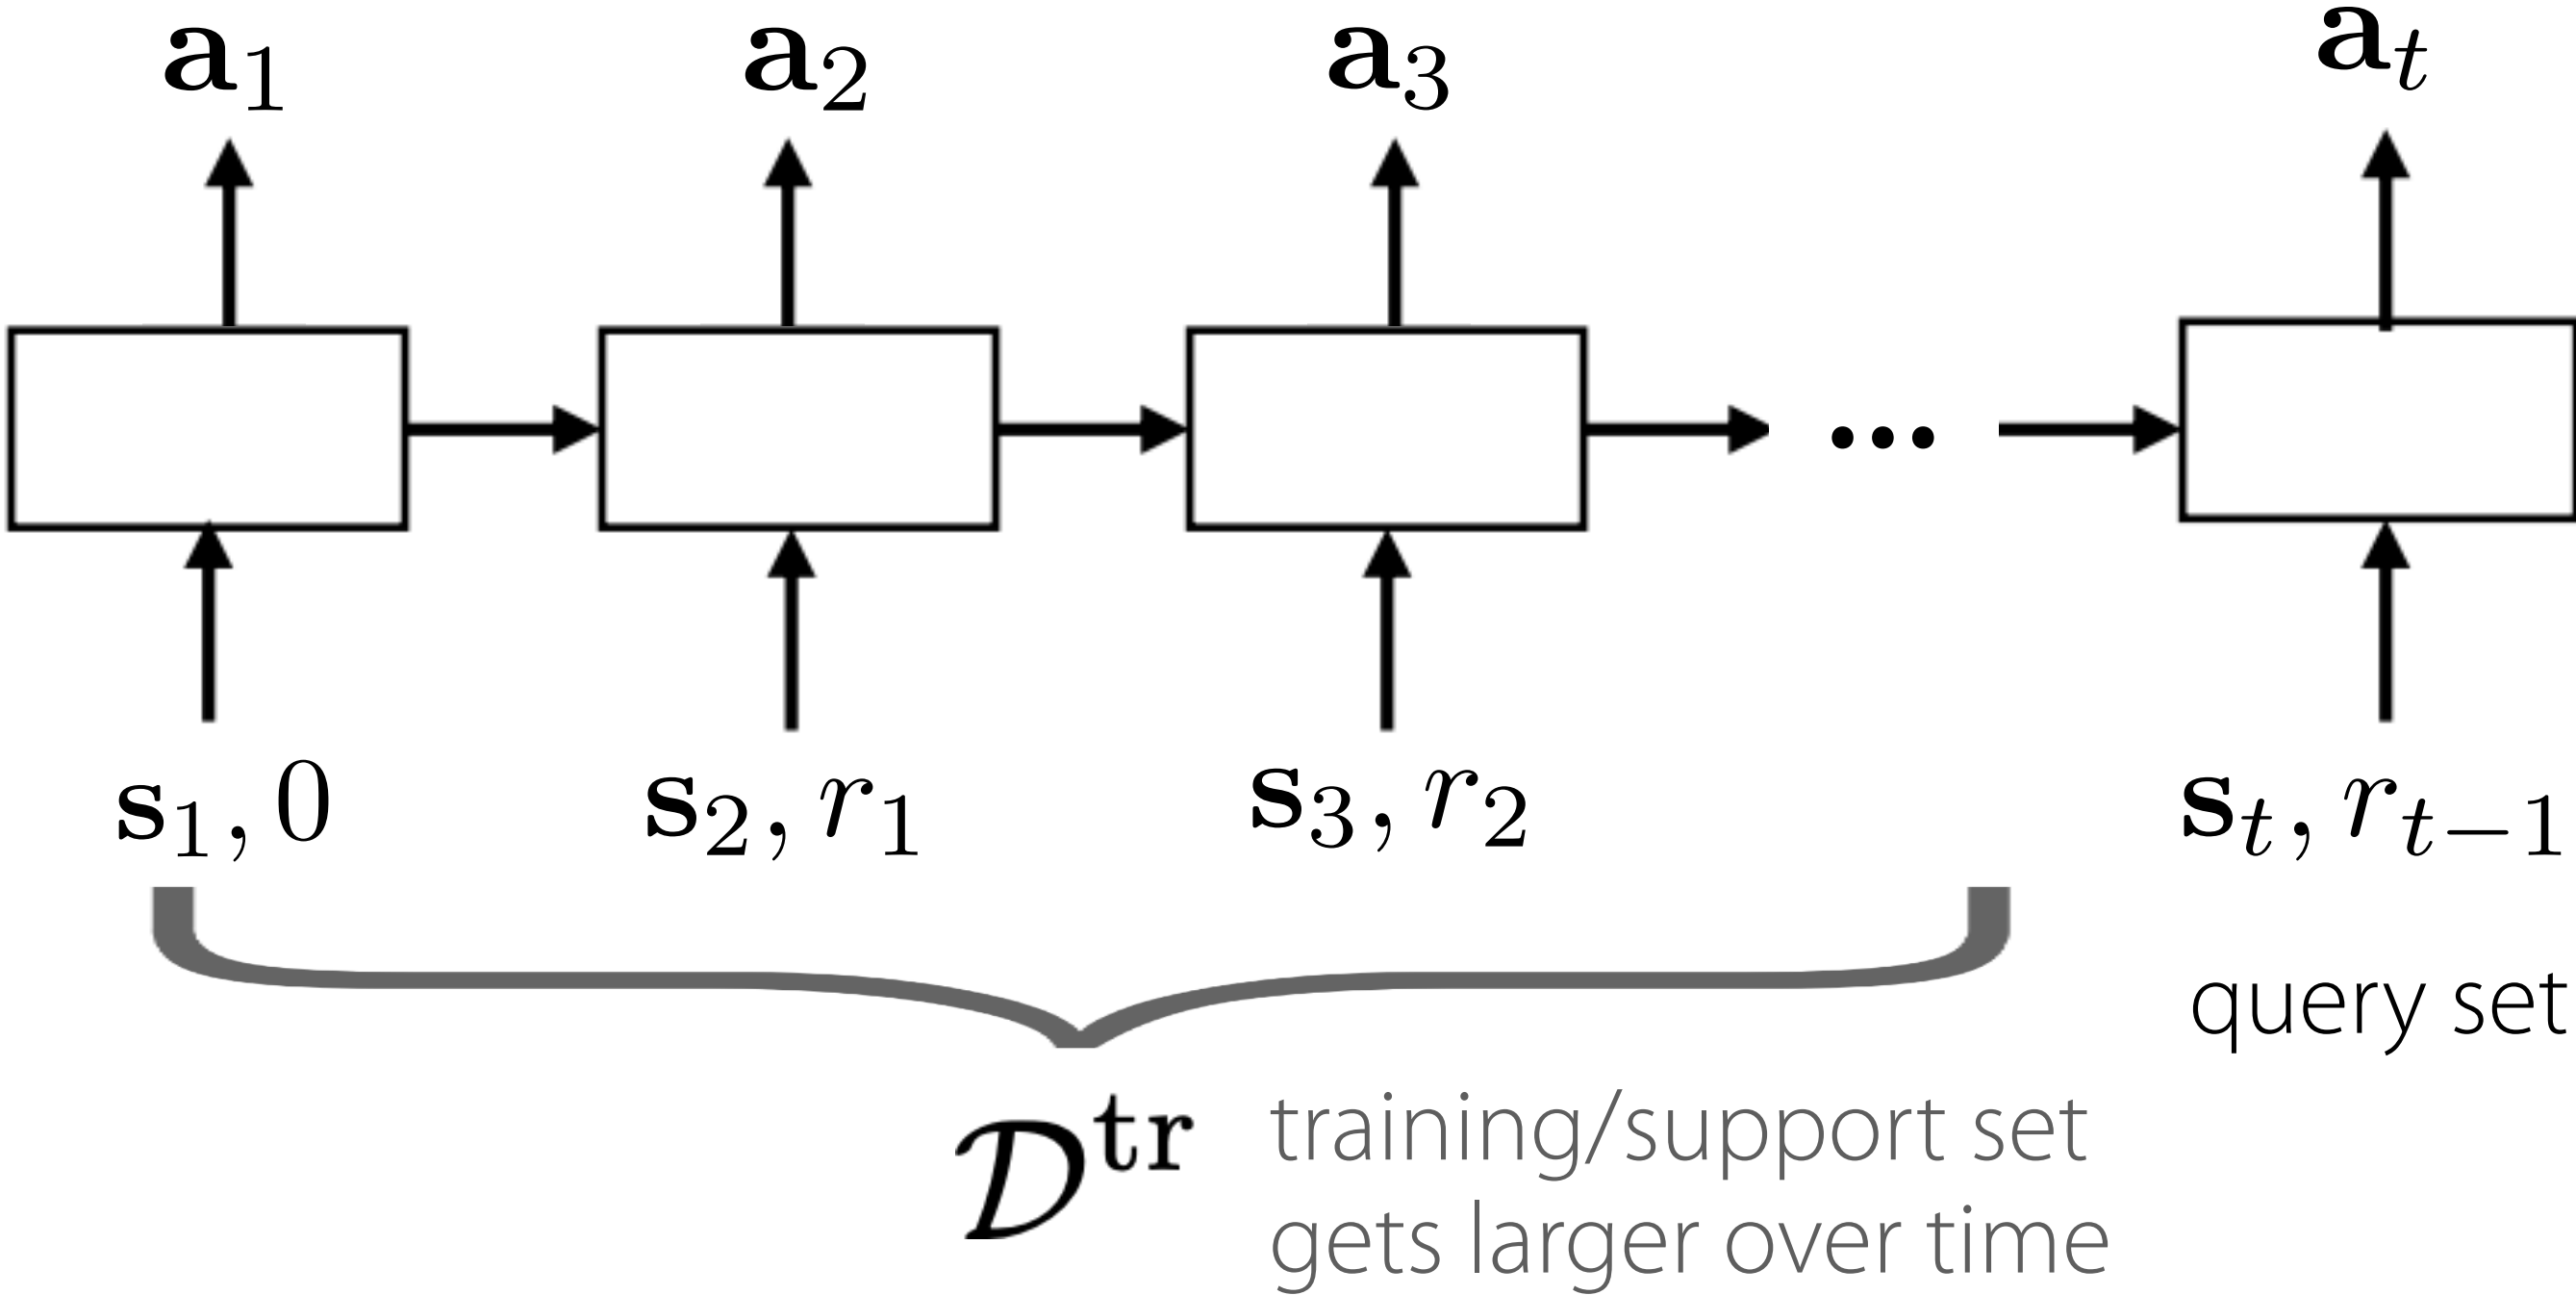 a₁ a₂ a₃ aₜ
...
s₁, 0 s₂, r₁ s₃, r₂ sₜ, rₜ₋₁
query set
𝒟ᵗʳ training/support set
gets larger over time